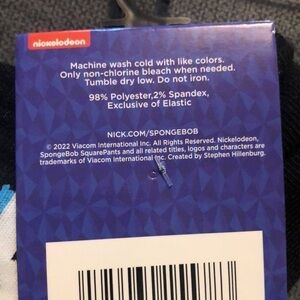 nickelodeon
Machine wash cold with like colors.
Only non-chlorine bleach when needed.
Tumble dry low. Do not iron.
98% Polyester,2% Spandex,
Exclusive of Elastic
NICK.COM/SPONGEBOB
© 2022 Viacom International Inc. All Rights Reserved. Nickelodeon,
SpongeBob SquarePants and all related titles, logos and characters are
trademarks of Viacom International Inc. Created by Stephen Hillenburg.